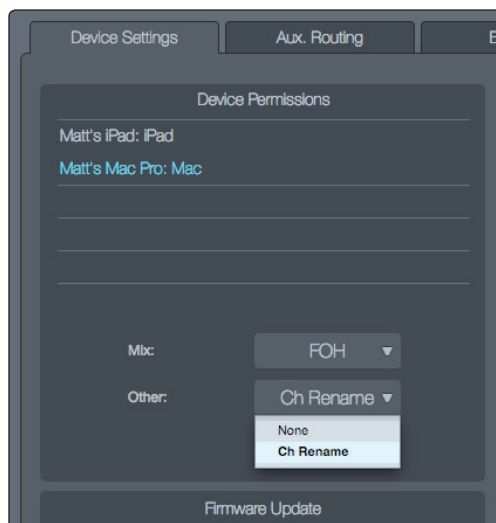 Device Settings
Aux. Routing
E
Device Permissions
Matt's iPad: iPad
Matt's Mac Pro: Mac
Mix:
FOH
Other:
Ch Rename
None
Ch Rename
Firmware Update